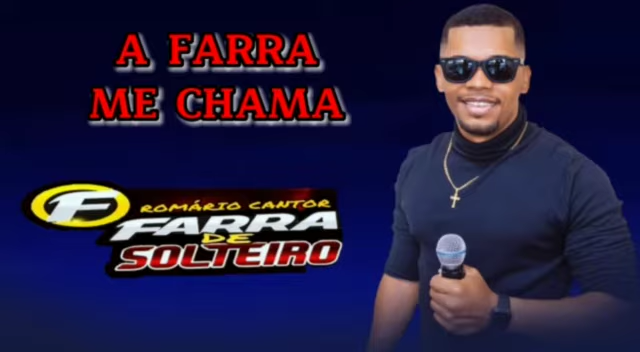 A FARRA
ME CHAMA
F
ROMÁRIO CANTOR
FARRA
DE
SOLTEIRO